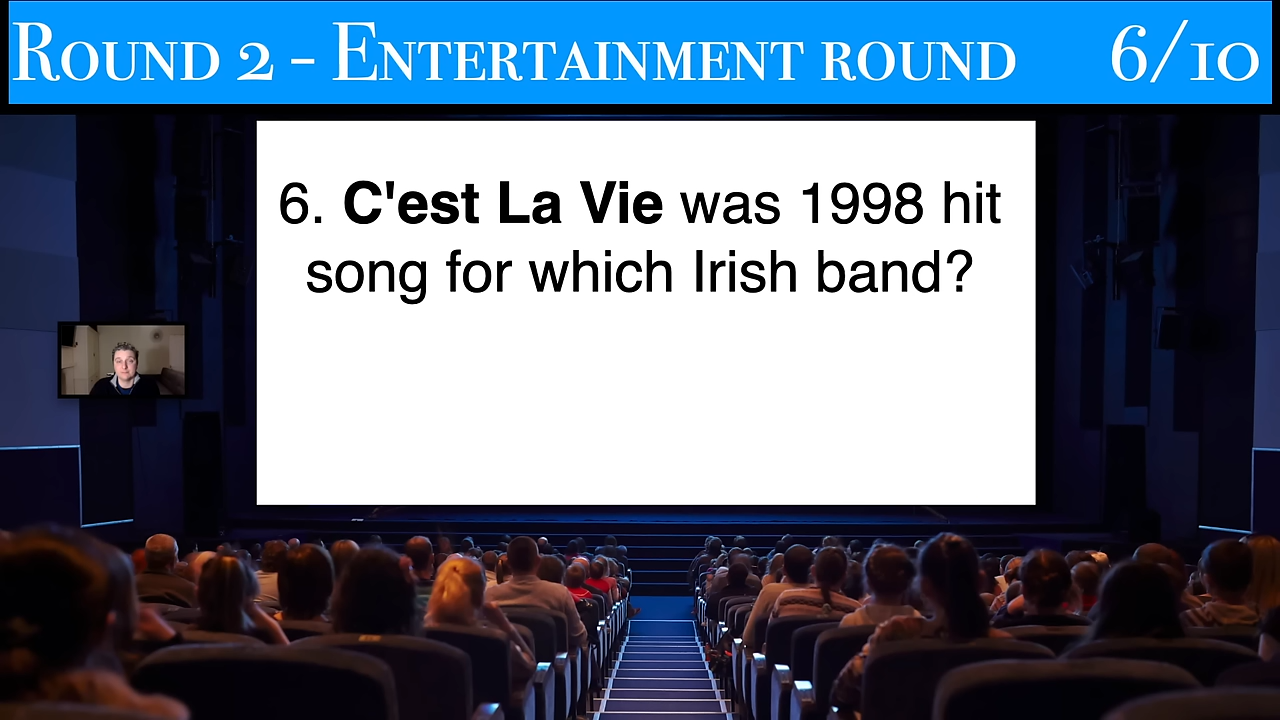 Round 2 - Entertainment round 6/10
6. C'est La Vie was 1998 hit
song for which Irish band?